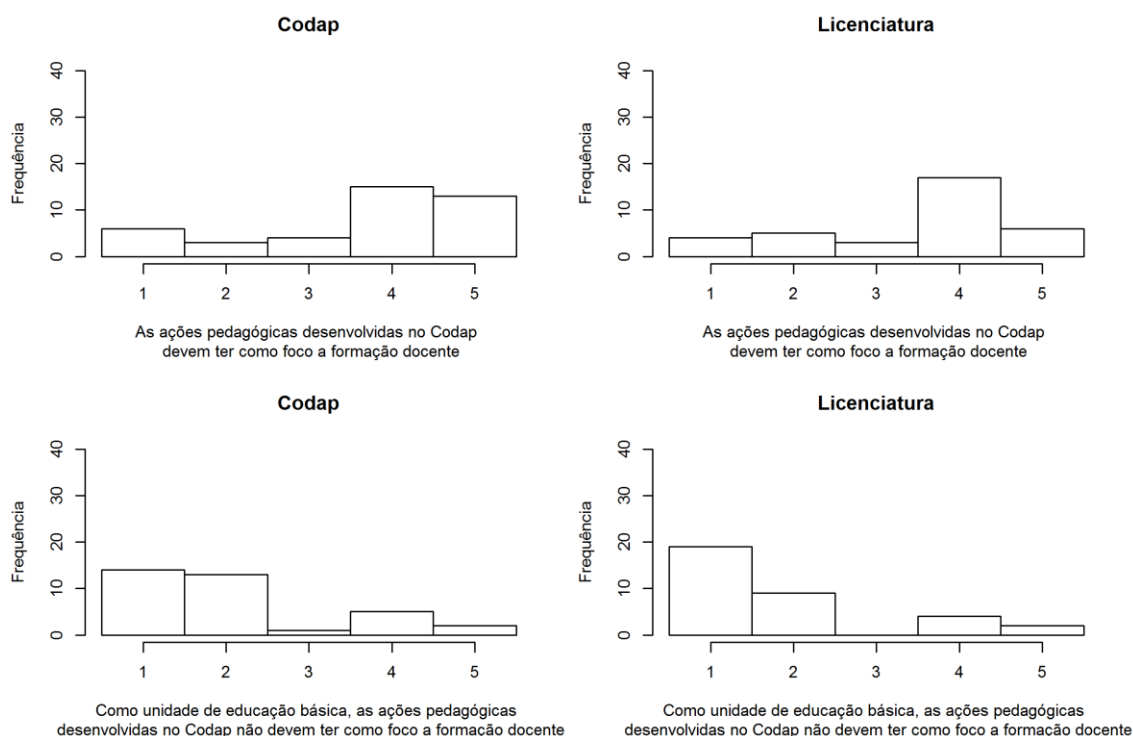 Codap
Frequência
40
30
20
10
0
1 2 3 4 5
As ações pedagógicas desenvolvidas no Codap
devem ter como foco a formação docente
Licenciatura
Frequência
40
30
20
10
0
1 2 3 4 5
As ações pedagógicas desenvolvidas no Codap
devem ter como foco a formação docente
Codap
Frequência
40
30
20
10
0
1 2 3 4 5
Como unidade de educação básica, as ações pedagógicas
desenvolvidas no Codap não devem ter como foco a formação docente
Licenciatura
Frequência
40
30
20
10
0
1 2 3 4 5
Como unidade de educação básica, as ações pedagógicas
desenvolvidas no Codap não devem ter como foco a formação docente